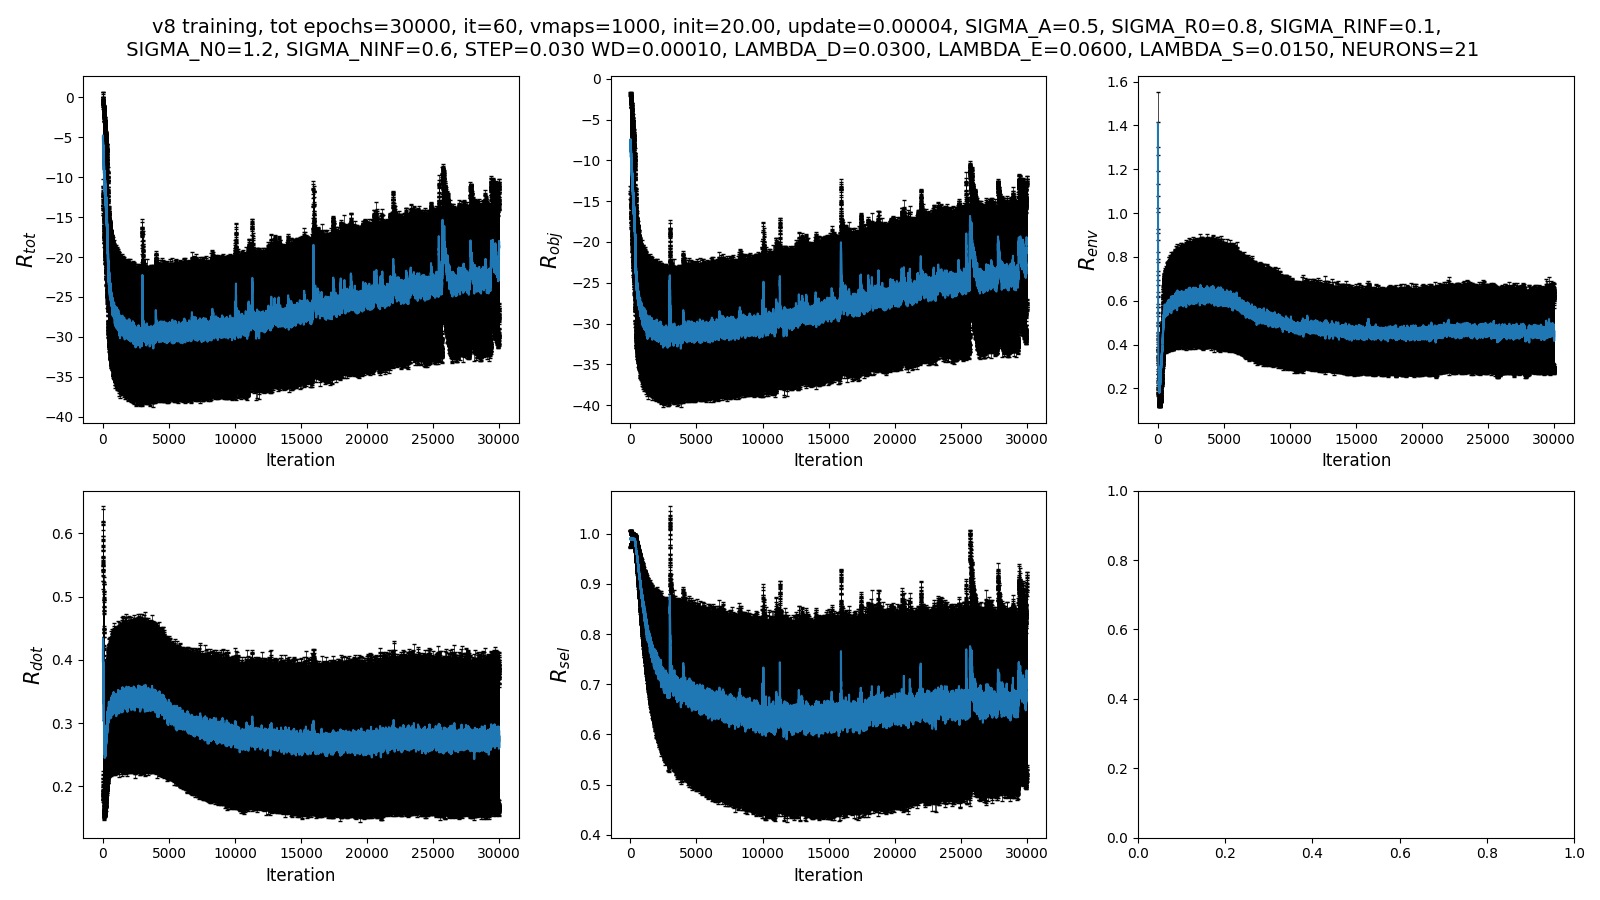 v8 training, tot epochs=30000, it=60, vmaps=1000, init=20.00, update=0.00004, SIGMA_A=0.5, SIGMA_R0=0.8, SIGMA_RINF=0.1,
SIGMA_N0=1.2, SIGMA_NINF=0.6, STEP=0.030 WD=0.00010, LAMBDA_D=0.0300, LAMBDA_E=0.0600, LAMBDA_S=0.0150, NEURONS=21
R_tot
0
−5
−10
−15
−20
−25
−30
−35
−40
0 5000 10000 15000 20000 25000 30000
Iteration
R_obj
0
−5
−10
−15
−20
−25
−30
−35
−40
0 5000 10000 15000 20000 25000 30000
Iteration
R_env
1.6
1.4
1.2
1.0
0.8
0.6
0.4
0.2
0 5000 10000 15000 20000 25000 30000
Iteration
R_dot
0.6
0.5
0.4
0.3
0.2
0 5000 10000 15000 20000 25000 30000
Iteration
R_sel
1.0
0.9
0.8
0.7
0.6
0.5
0.4
0 5000 10000 15000 20000 25000 30000
Iteration
1.0
0.8
0.6
0.4
0.2
0.0
0.0 0.2 0.4 0.6 0.8 1.0